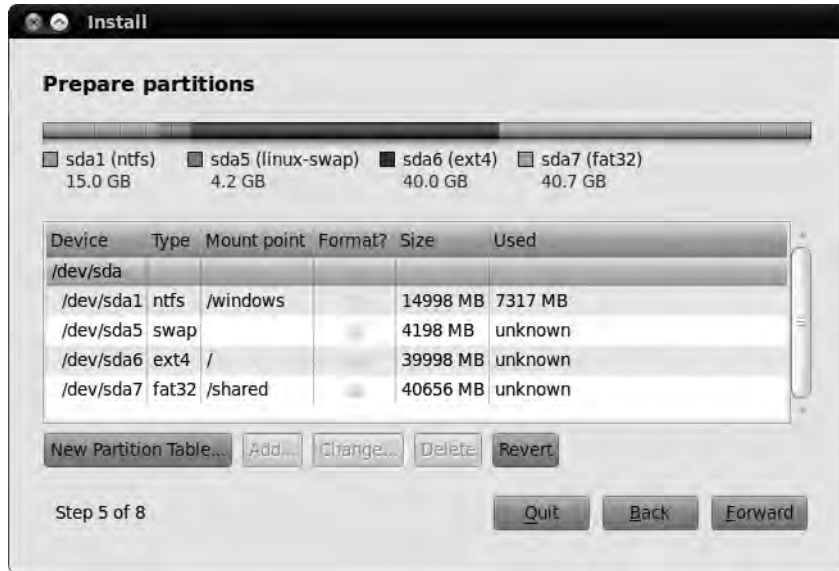 Install
Prepare partitions
sda1 (ntfs) sda5 (linux-swap) sda6 (ext4) sda7 (fat32)
15.0 GB 4.2 GB 40.0 GB 40.7 GB
Device Type Mount point Format? Size Used
/dev/sda
/dev/sda1 ntfs /windows 14998 MB 7317 MB
/dev/sda5 swap 4198 MB unknown
/dev/sda6 ext4 / 39998 MB unknown
/dev/sda7 fat32 /shared 40656 MB unknown
New Partition Table... Add... Change... Delete Revert
Step 5 of 8 Quit Back Forward